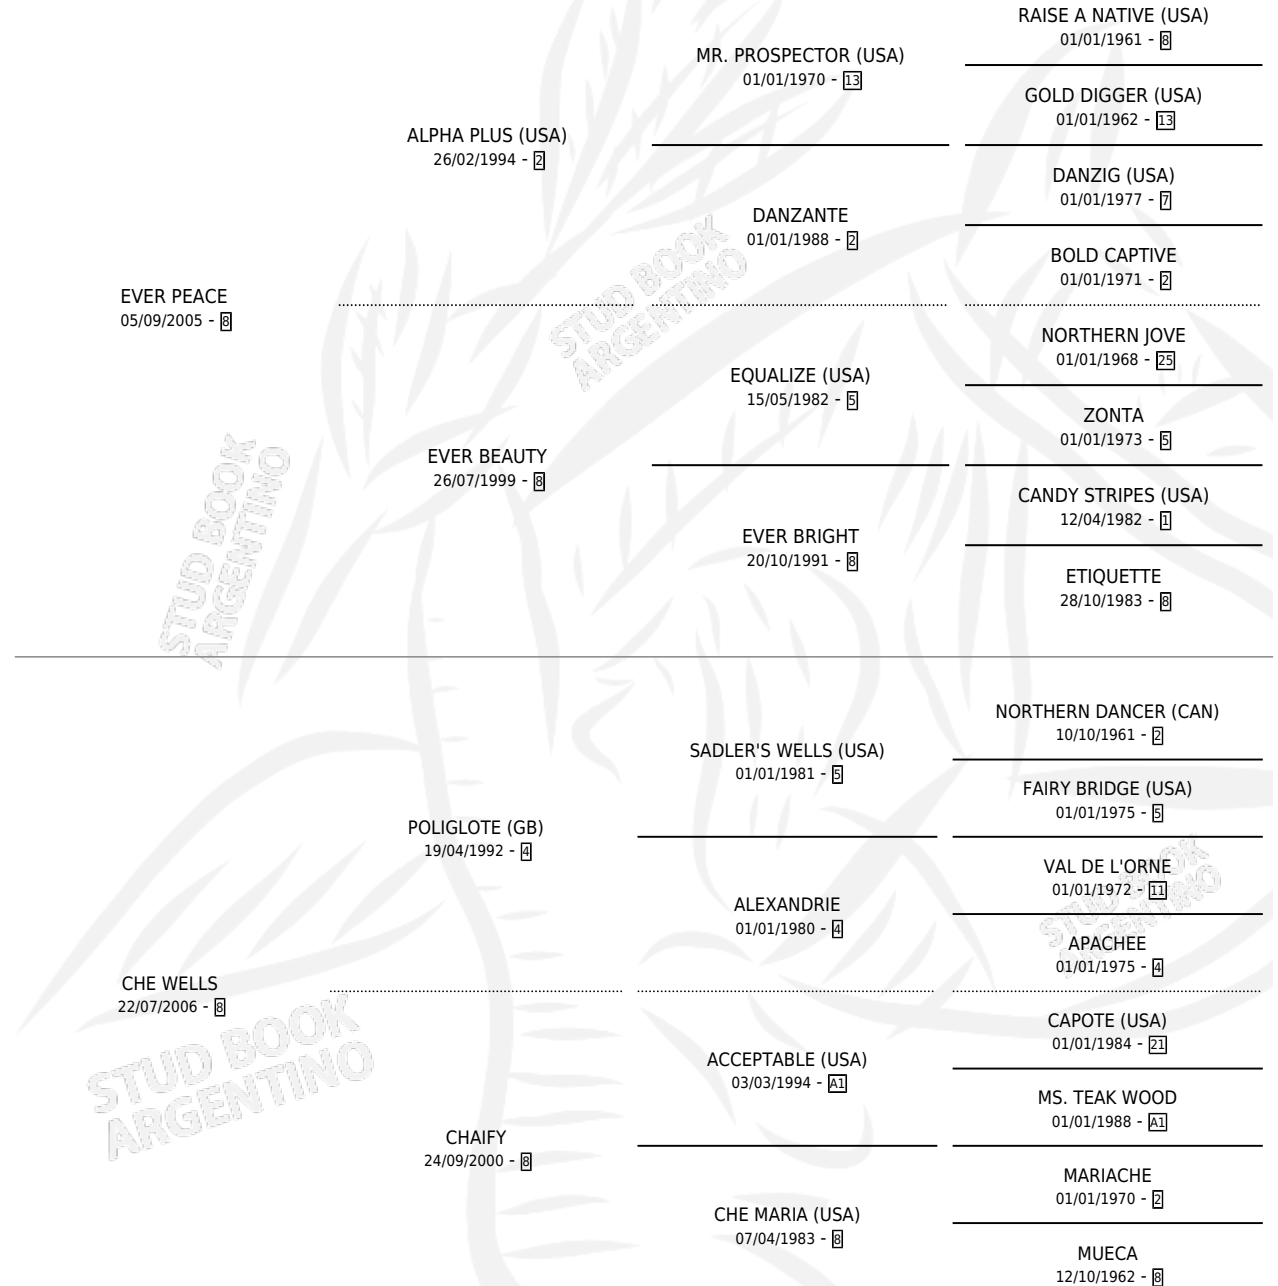 RAISE A NATIVE (USA)
01/01/1961 - 8
MR. PROSPECTOR (USA)
01/01/1970 - 13
GOLD DIGGER (USA)
01/01/1962 - 13
ALPHA PLUS (USA)
26/02/1994 - 2
DANZIG (USA)
01/01/1977 - 7
DANZANTE
01/01/1988 - 2
BOLD CAPTIVE
01/01/1971 - 2
EVER PEACE
05/09/2005 - 8
NORTHERN JOVE
01/01/1968 - 25
EQUALIZE (USA)
15/05/1982 - 5
ZONTA
01/01/1973 - 5
EVER BEAUTY
26/07/1999 - 8
CANDY STRIPES (USA)
12/04/1982 - 1
EVER BRIGHT
20/10/1991 - 8
ETIQUETTE
28/10/1983 - 8
STUD BOOK
ARGENTINO
STUD BOOK
ARGENTINO
NORTHERN DANCER (CAN)
10/10/1961 - 2
SADLER'S WELLS (USA)
01/01/1981 - 5
FAIRY BRIDGE (USA)
01/01/1975 - 5
POLIGLOTE (GB)
19/04/1992 - 4
VAL DE L'ORNE
01/01/1972 - 11
ALEXANDRIE
01/01/1980 - 4
APACHEE
01/01/1975 - 4
STUD BOOK
ARGENTINO
CHE WELLS
22/07/2006 - 8
CAPOTE (USA)
01/01/1984 - 21
ACCEPTABLE (USA)
03/03/1994 - A1
MS. TEAK WOOD
01/01/1988 - A1
CHAIFY
24/09/2000 - 8
MARIACHE
01/01/1970 - 2
CHE MARIA (USA)
07/04/1983 - 8
MUECA
12/10/1962 - 8
STUD BOOK
ARGENTINO